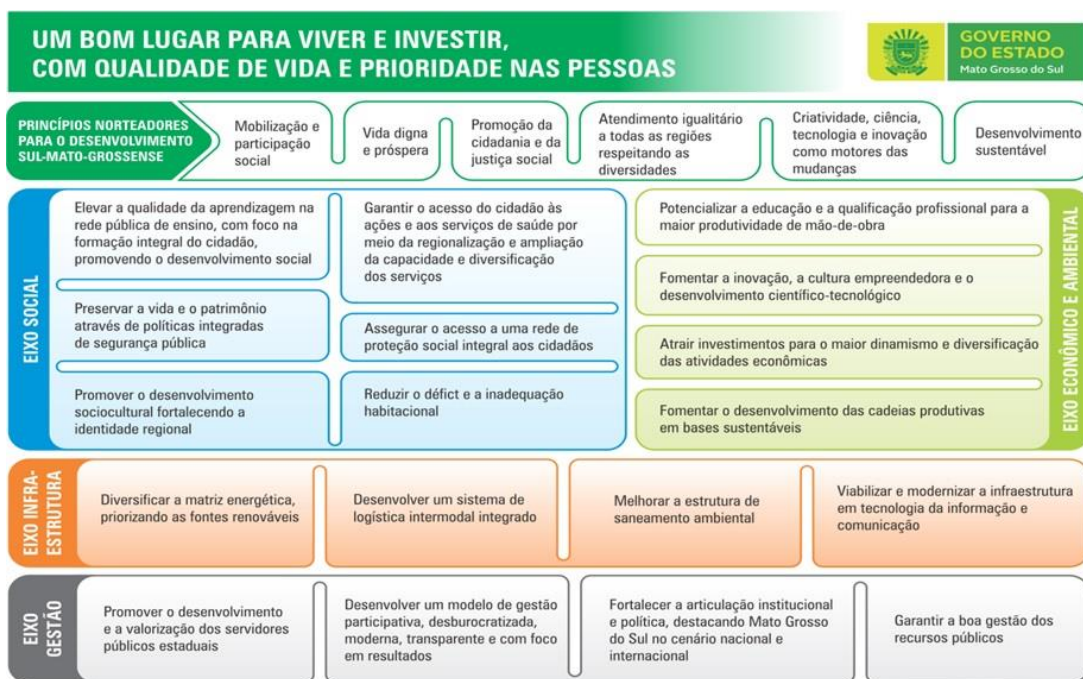 UM BOM LUGAR PARA VIVER E INVESTIR,
COM QUALIDADE DE VIDA E PRIORIDADE NAS PESSOAS
GOVERNO
DO ESTADO
Mato Grosso do Sul
PRINCÍPIOS NORTEADORES
PARA O DESENVOLVIMENTO
SUL-MATO-GROSSENSE
Mobilização e
participação
social
Vida digna
e próspera
Promoção da
cidadania e da
justiça social
Atendimento igualitário
a todas as regiões
respeitando as
diversidades
Criatividade, ciência,
tecnologia e inovação
como motores das
mudanças
Desenvolvimento
sustentável
EIXO SOCIAL
Elevar a qualidade da aprendizagem na
rede pública de ensino, com foco na
formação integral do cidadão,
promovendo o desenvolvimento social
Garantir o acesso do cidadão às
ações e aos serviços de saúde por
meio da regionalização e ampliação
da capacidade e diversificação
dos serviços
Preservar a vida e o patrimônio
através de políticas integradas
de segurança pública
Assegurar o acesso a uma rede de
proteção social integral aos cidadãos
Promover o desenvolvimento
sociocultural fortalecendo a
identidade regional
Reduzir o défict e a inadequação
habitacional
EIXO ECONÔMICO E AMBIENTAL
Potencializar a educação e a qualificação profissional para a
maior produtividade de mão-de-obra
Fomentar a inovação, a cultura empreendedora e o
desenvolvimento científico-tecnológico
Atrair investimentos para o maior dinamismo e diversificação
das atividades econômicas
Fomentar o desenvolvimento das cadeias produtivas
em bases sustentáveis
EIXO INFRA-
ESTRUTURA
Diversificar a matriz energética,
priorizando as fontes renováveis
Desenvolver um sistema de
logística intermodal integrado
Melhorar a estrutura de
saneamento ambiental
Viabilizar e modernizar a infraestrutura
em tecnologia da informação e
comunicação
EIXO
GESTÃO
Promover o desenvolvimento
e a valorização dos servidores
públicos estaduais
Desenvolver um modelo de gestão
participativa, desburocratizada,
moderna, transparente e com foco
em resultados
Fortalecer a articulação institucional
e política, destacando Mato Grosso
do Sul no cenário nacional e
internacional
Garantir a boa gestão dos
recursos públicos